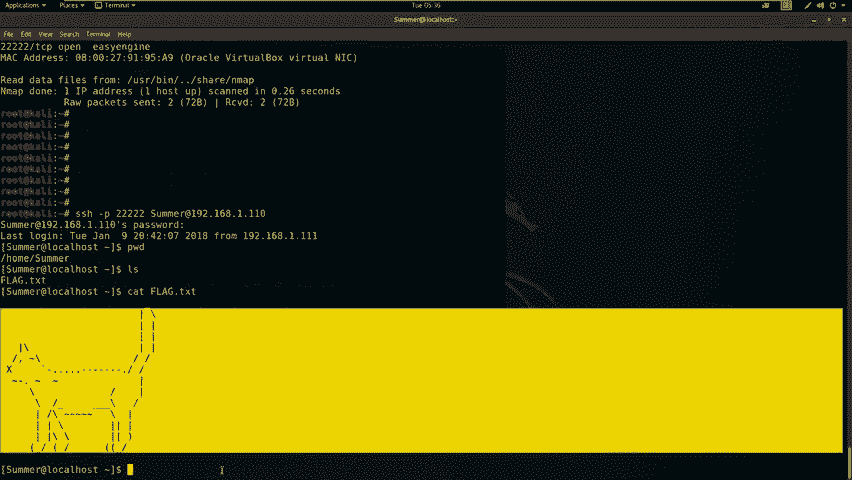 Applications Places Terminal Tue 05:36
Summer@localhost:~
File Edit View Search Terminal Help
22222/tcp open easyengine
MAC Address: 08:00:27:91:95:A9 (Oracle VirtualBox virtual NIC)
Read data files from: /usr/bin/../share/nmap
Nmap done: 1 IP address (1 host up) scanned in 0.26 seconds
Raw packets sent: 2 (72B) | Rcvd: 2 (72B)
root@kali:~#
root@kali:~#
root@kali:~#
root@kali:~#
root@kali:~#
root@kali:~#
root@kali:~#
root@kali:~#
root@kali:~#
root@kali:~# ssh -p 22222 Summer@192.168.1.110
Summer@192.168.1.110's password:
Last login: Tue Jan 9 20:42:07 2018 from 192.168.1.111
[Summer@localhost ~]$ pwd
/home/Summer
[Summer@localhost ~]$ ls
FLAG.txt
[Summer@localhost ~]$ cat FLAG.txt
[Summer@localhost ~]$